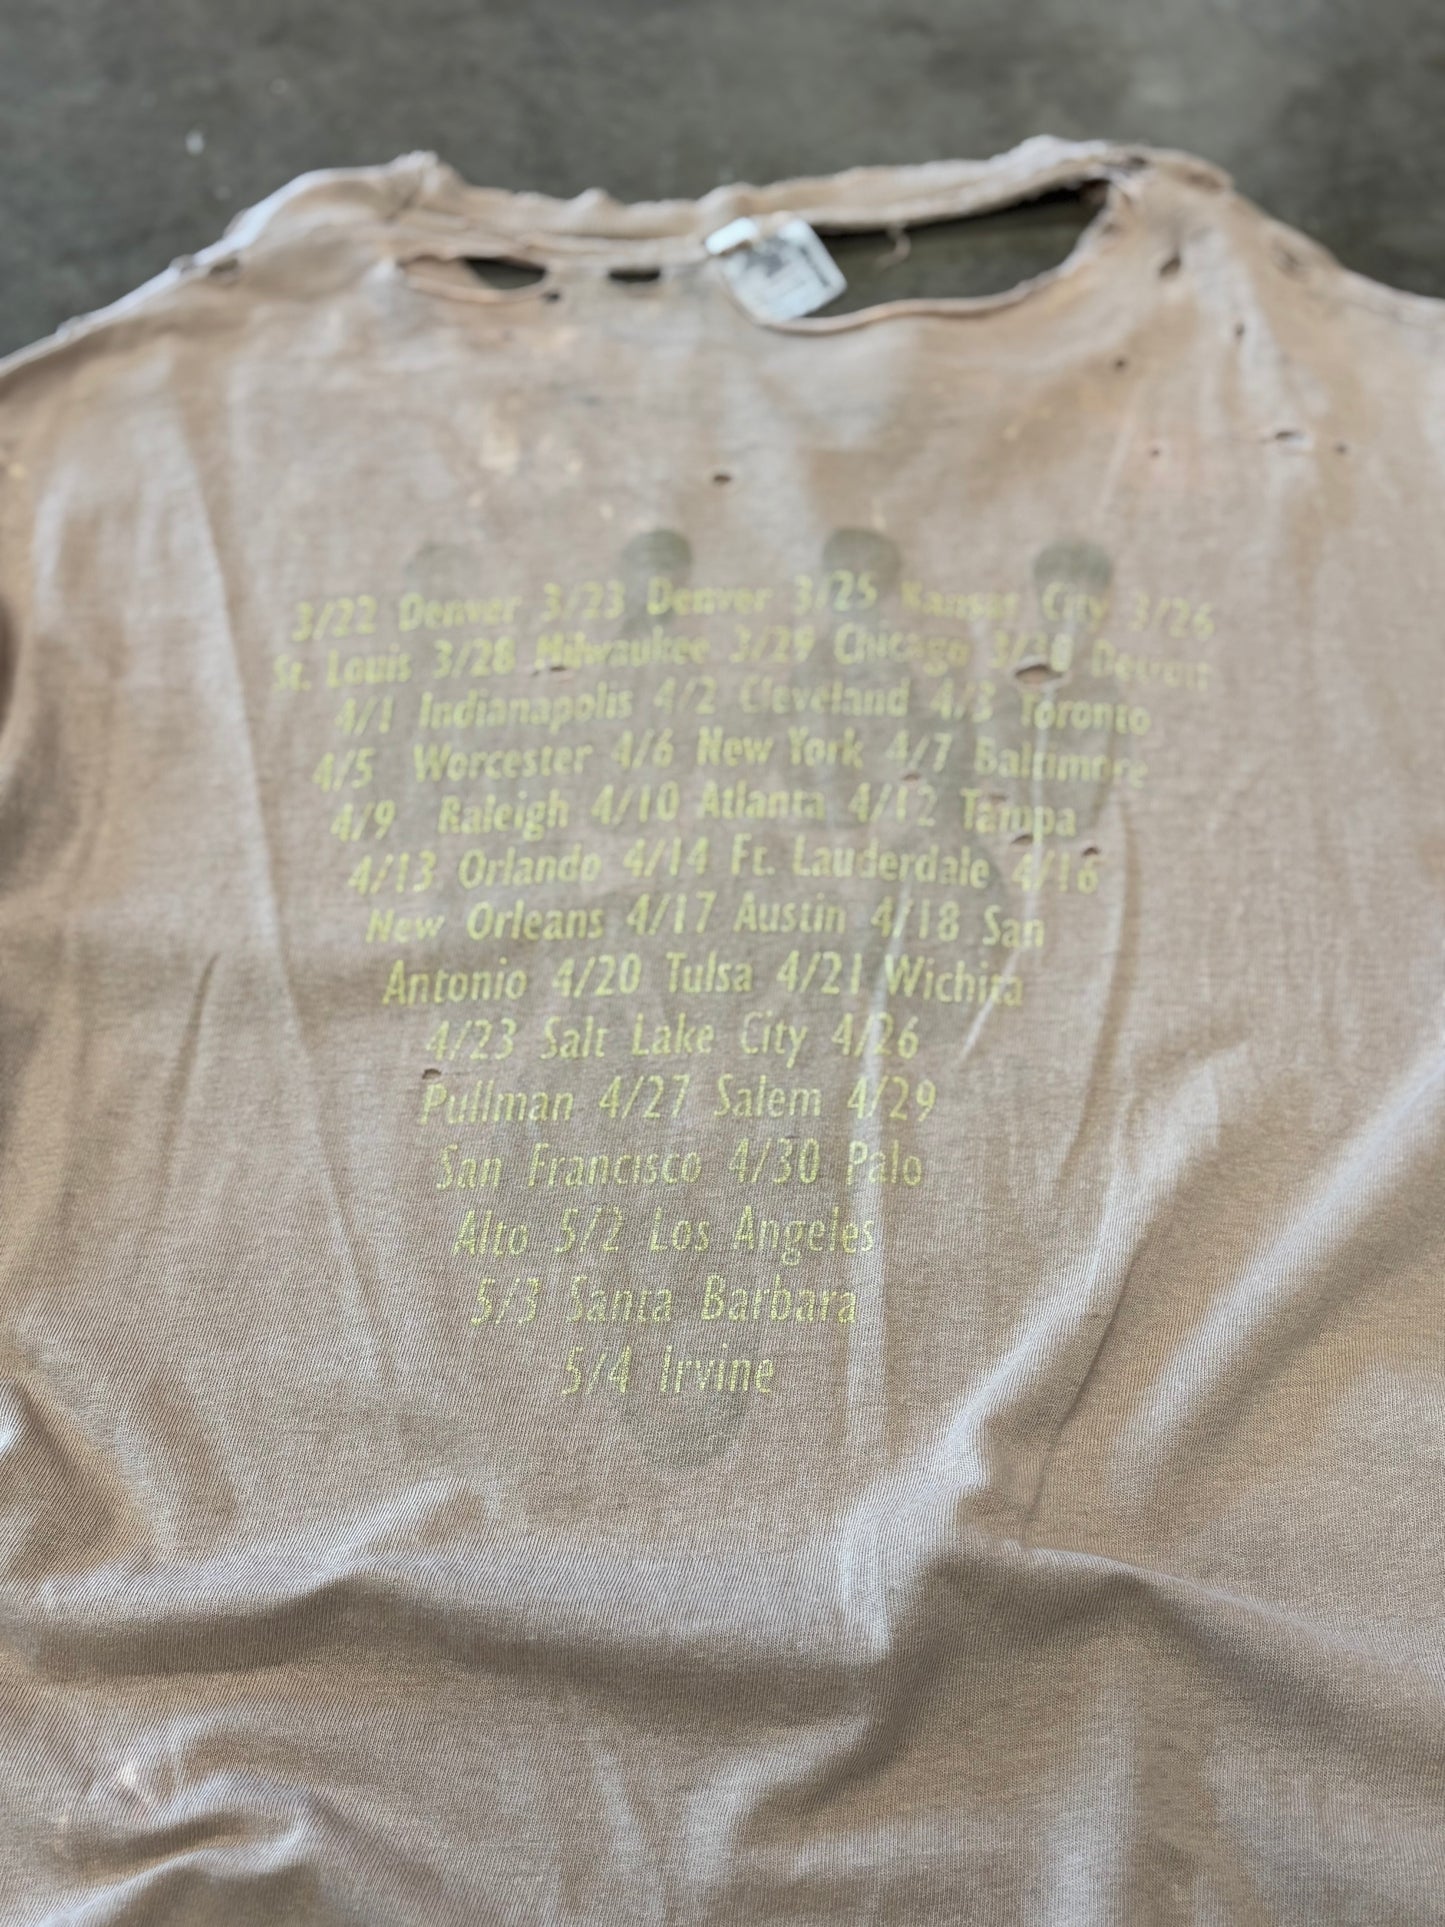 3/22 Denver 3/23 Denver 3/25 Kansas City 3/26
St. Louis 3/28 Milwaukee 3/29 Chicago 3/30 Detroit
4/1 Indianapolis 4/2 Cleveland 4/3 Toronto
4/5 Worcester 4/6 New York 4/7 Baltimore
4/9 Raleigh 4/10 Atlanta 4/12 Tampa
4/13 Orlando 4/14 Ft. Lauderdale 4/16
New Orleans 4/17 Austin 4/18 San
Antonio 4/20 Tulsa 4/21 Wichita
4/23 Salt Lake City 4/26
Pullman 4/27 Salem 4/29
San Francisco 4/30 Palo
Alto 5/2 Los Angeles
5/3 Santa Barbara
5/4 Irvine